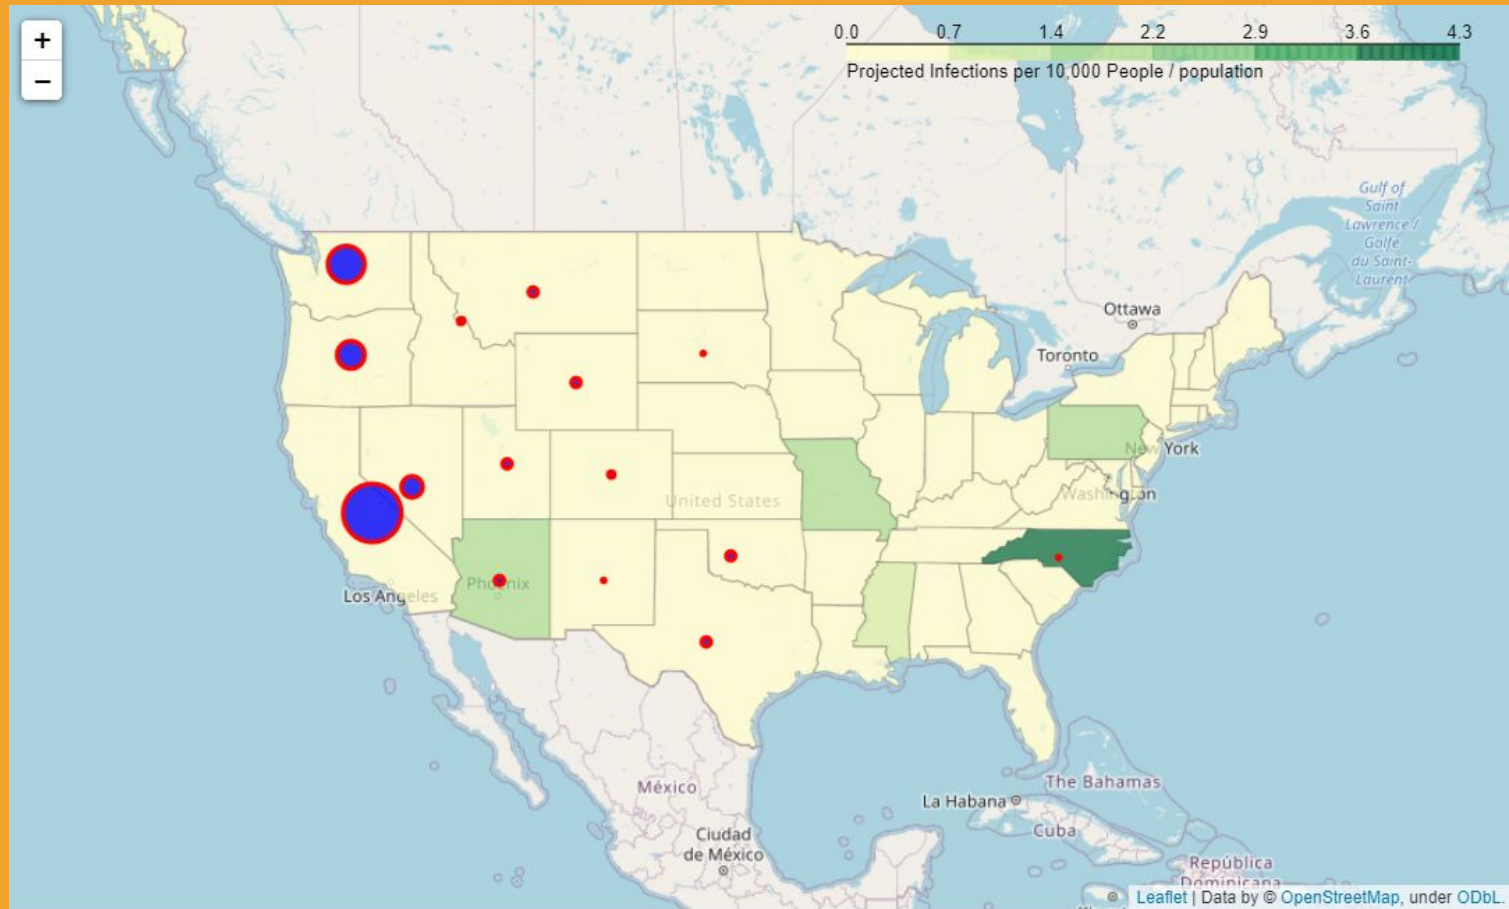 +
−
0.0 0.7 1.4 2.2 2.9 3.6 4.3
Projected Infections per 10,000 People / population
Gulf of
Saint
Lawrence /
Golfe
du Saint-
Laurent
Ottawa
Toronto
New York
United States
Washington
Phoenix
Los Angeles
México
The Bahamas
La Habana
Cuba
Ciudad
de México
República
Dominicana
Leaflet | Data by © OpenStreetMap, under ODbL.